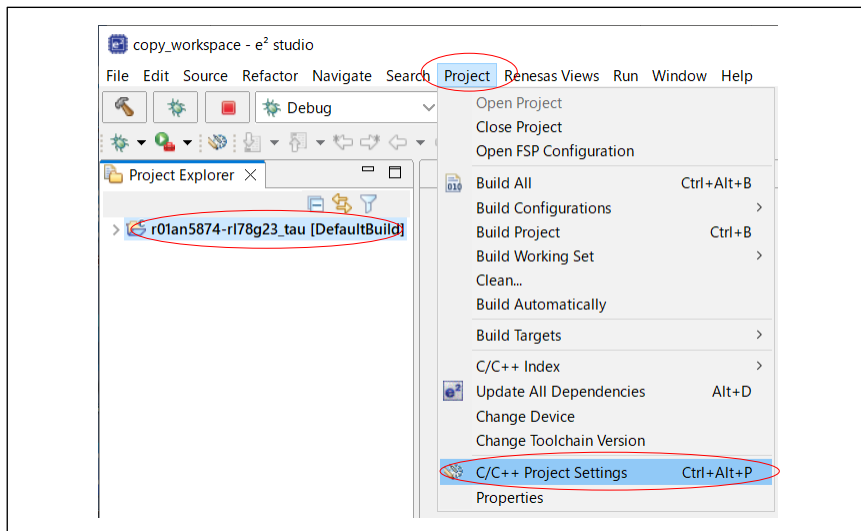 copy_workspace - e² studio
File Edit Source Refactor Navigate Search Project Renesas Views Run Window Help
Debug
Project Explorer
r01an5874-rl78g23_tau [DefaultBuild]
Open Project
Close Project
Open FSP Configuration
010
Build All Ctrl+Alt+B
Build Configurations
Build Project Ctrl+B
Build Working Set
Clean...
Build Automatically
Build Targets
C/C++ Index
e² Update All Dependencies Alt+D
Change Device
Change Toolchain Version
C/C++ Project Settings Ctrl+Alt+P
Properties